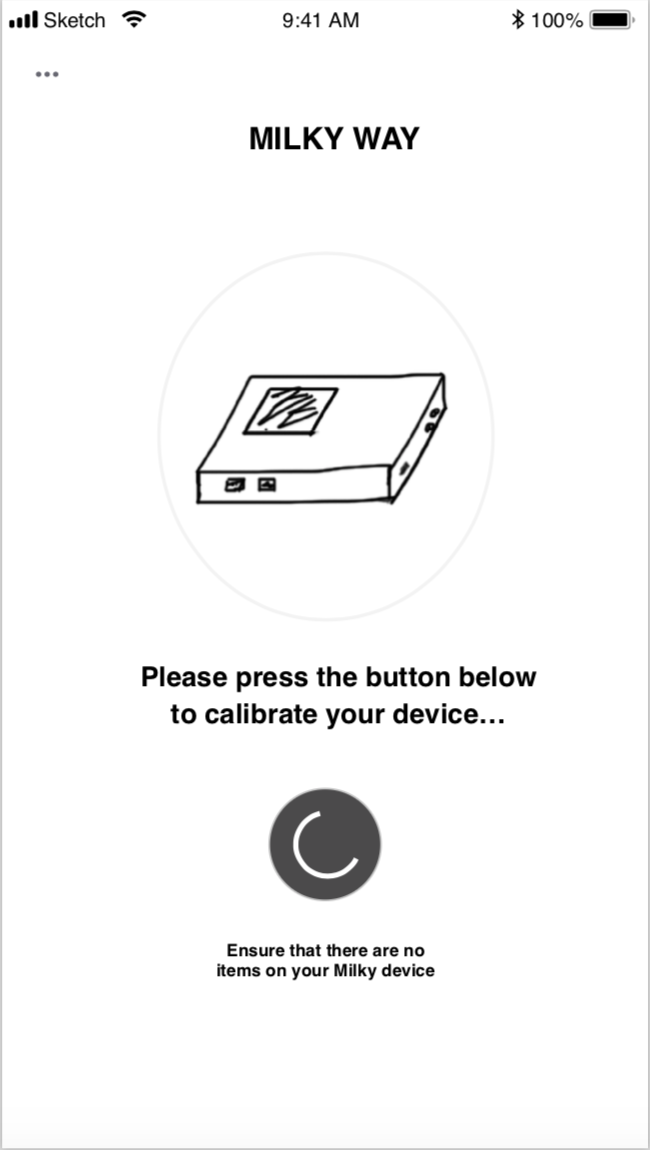 Sketch 9:41 AM 100%
MILKY WAY
Please press the button below
to calibrate your device...
Ensure that there are no
items on your Milky device